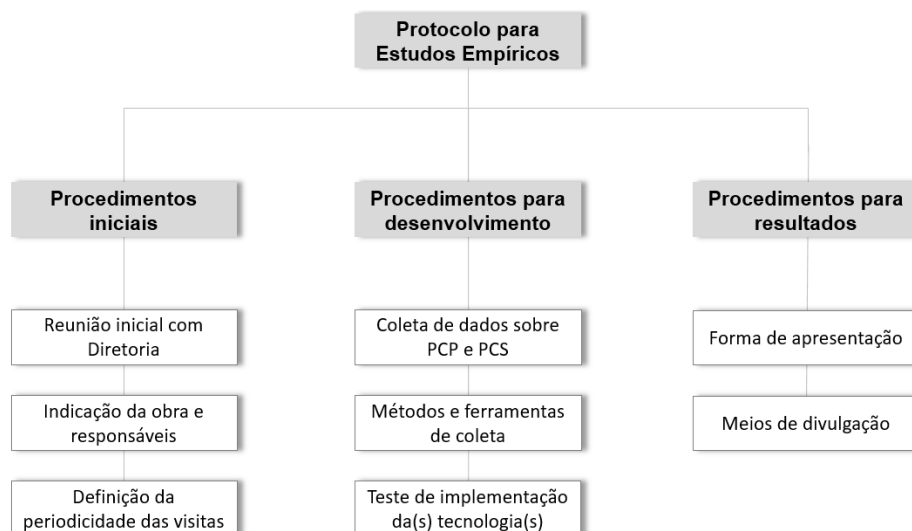 Protocolo para
Estudos Empíricos
Procedimentos
iniciais
Procedimentos para
desenvolvimento
Procedimentos para
resultados
Reunião inicial com
Diretoria
Coleta de dados sobre
PCP e PCS
Forma de apresentação
Indicação da obra e
responsáveis
Métodos e ferramentas
de coleta
Meios de divulgação
Definição da
periodicidade das visitas
Teste de implementação
da(s) tecnologia(s)